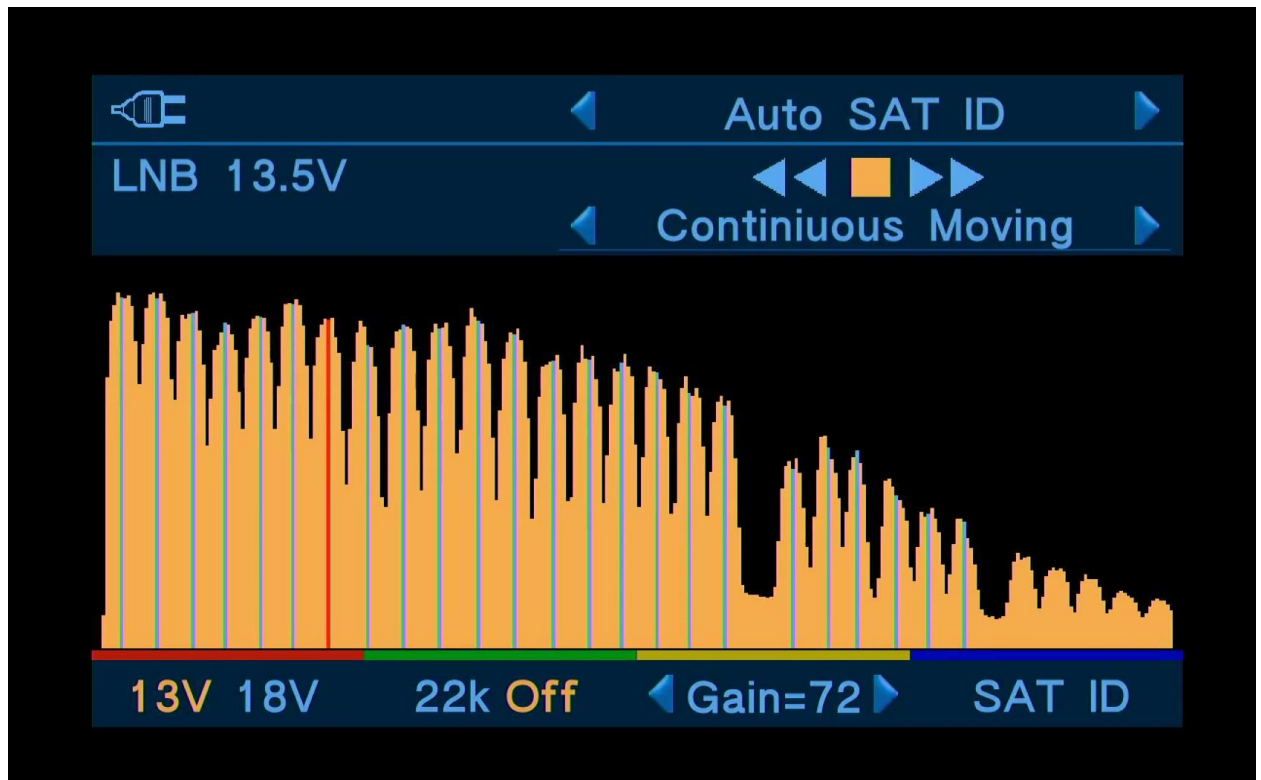 Auto SAT ID
LNB 13.5V
Continiuous Moving
13V 18V 22k Off Gain=72 SAT ID